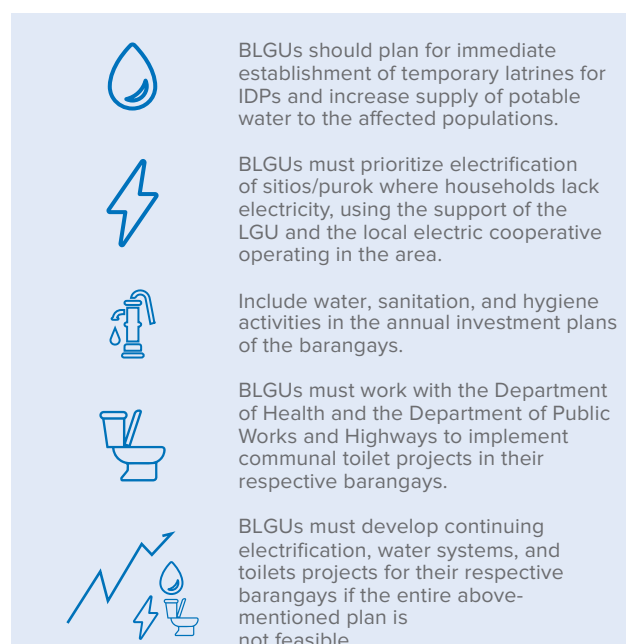 BLGUs should plan for immediate
establishment of temporary latrines for
IDPs and increase supply of potable
water to the affected populations.
BLGUs must prioritize electrification
of sitios/purok where households lack
electricity, using the support of the
LGU and the local electric cooperative
operating in the area.
Include water, sanitation, and hygiene
activities in the annual investment plans
of the barangays.
BLGUs must work with the Department
of Health and the Department of Public
Works and Highways to implement
communal toilet projects in their
respective barangays.
BLGUs must develop continuing
electrification, water systems, and
toilets projects for their respective
barangays if the entire above-
mentioned plan is
not feasible